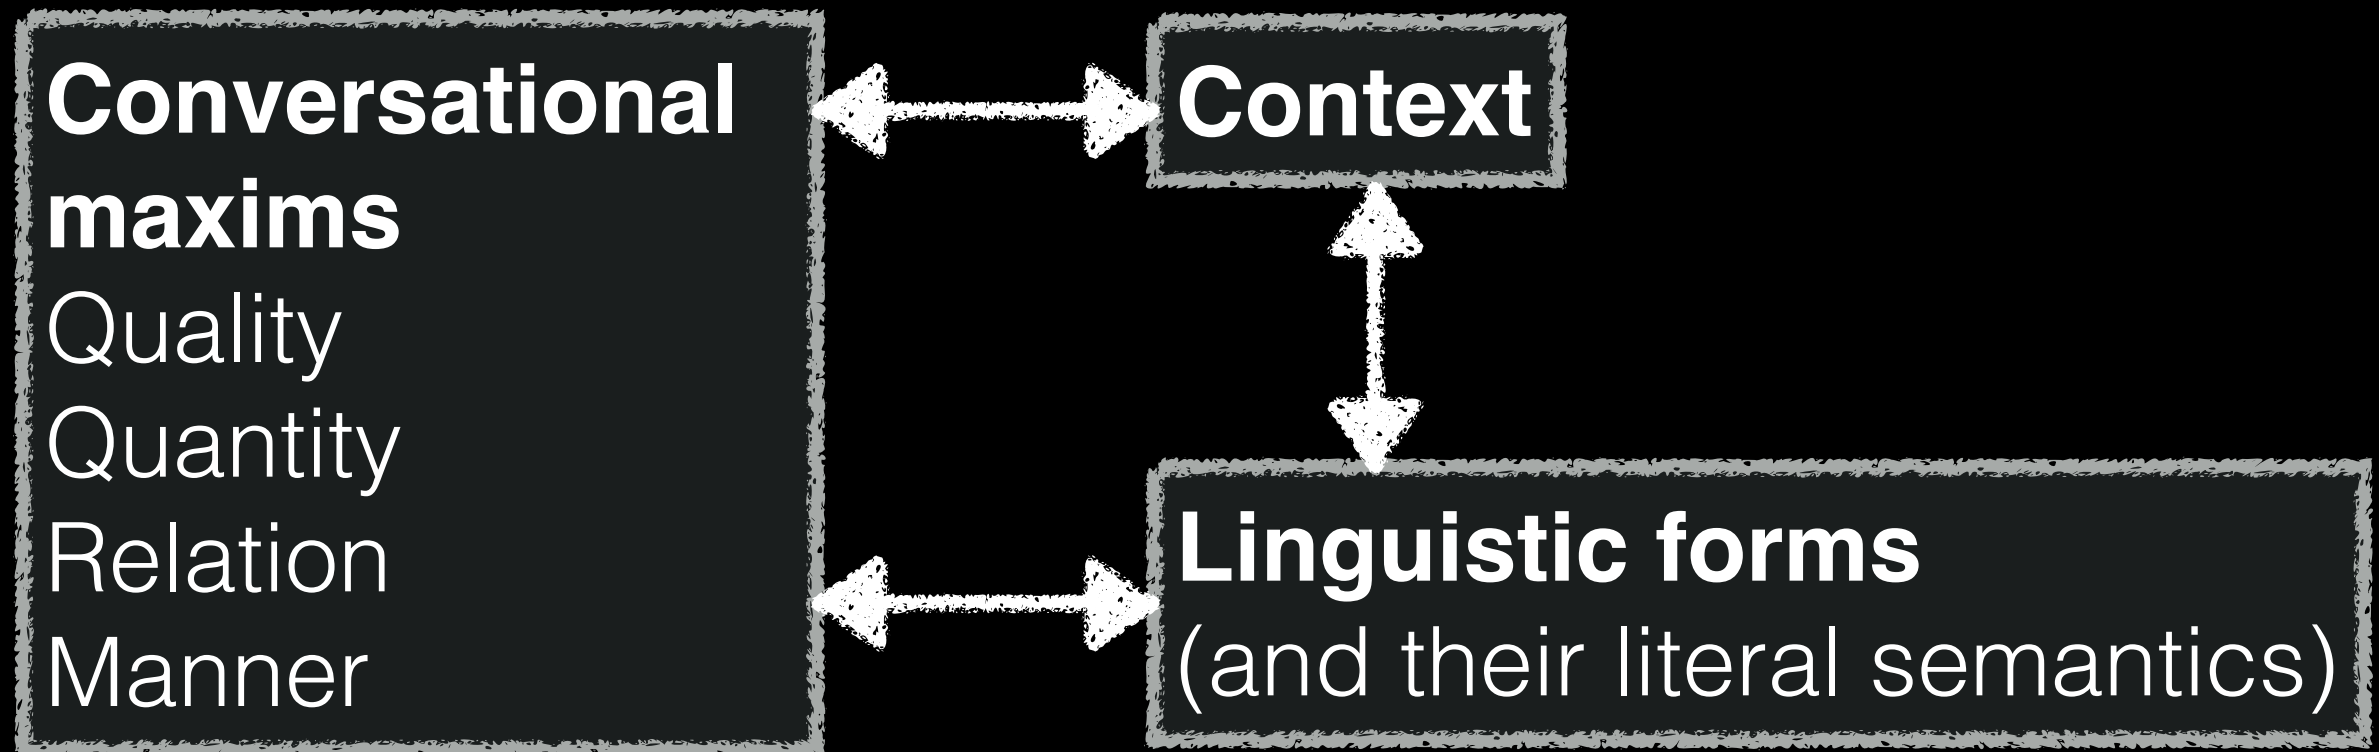 Conversational
maxims
Quality
Quantity
Relation
Manner
Context
Linguistic forms
(and their literal semantics)